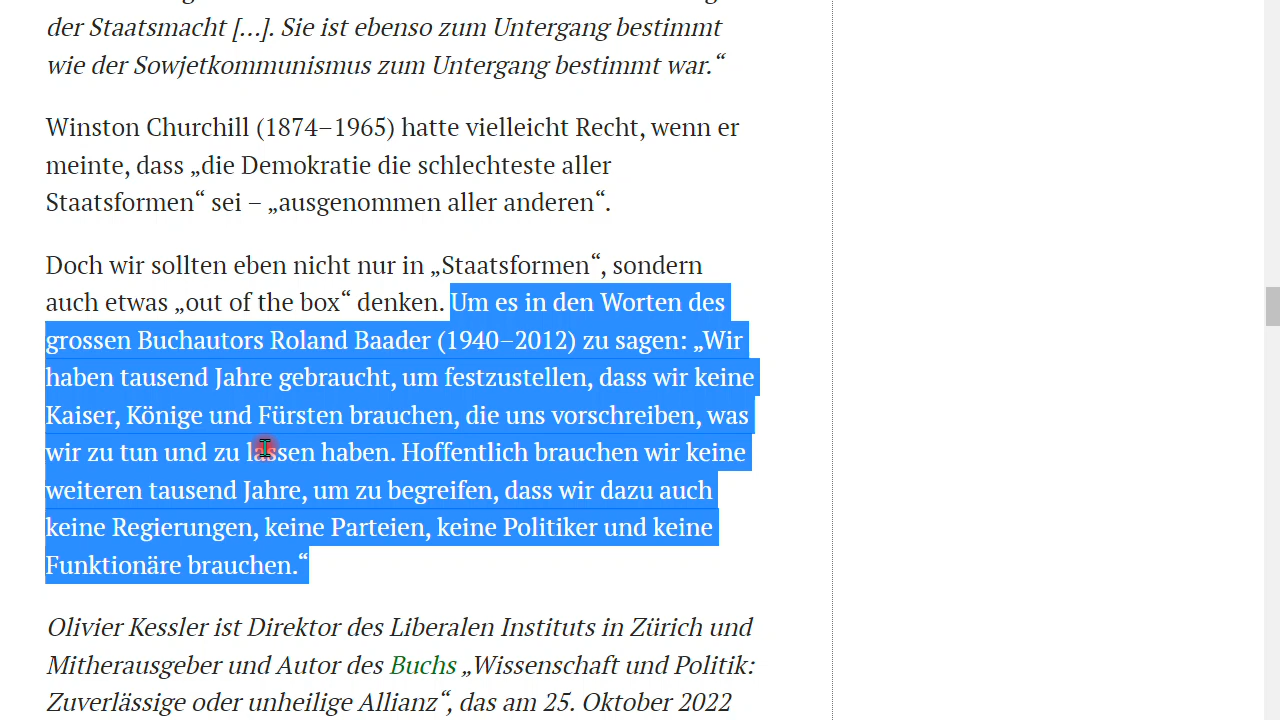 der Staatsmacht […]. Sie ist ebenso zum Untergang bestimmt
wie der Sowjetkommunismus zum Untergang bestimmt war.“
Winston Churchill (1874–1965) hatte vielleicht Recht, wenn er
meinte, dass „die Demokratie die schlechteste aller
Staatsformen“ sei – „ausgenommen aller anderen“.
Doch wir sollten eben nicht nur in „Staatsformen“, sondern
auch etwas „out of the box“ denken. Um es in den Worten des
grossen Buchautors Roland Baader (1940–2012) zu sagen: „Wir
haben tausend Jahre gebraucht, um festzustellen, dass wir keine
Kaiser, Könige und Fürsten brauchen, die uns vorschreiben, was
wir zu tun und zu lassen haben. Hoffentlich brauchen wir keine
weiteren tausend Jahre, um zu begreifen, dass wir dazu auch
keine Regierungen, keine Parteien, keine Politiker und keine
Funktionäre brauchen.“
Olivier Kessler ist Direktor des Liberalen Instituts in Zürich und
Mitherausgeber und Autor des Buchs „Wissenschaft und Politik:
Zuverlässige oder unheilige Allianz“, das am 25. Oktober 2022